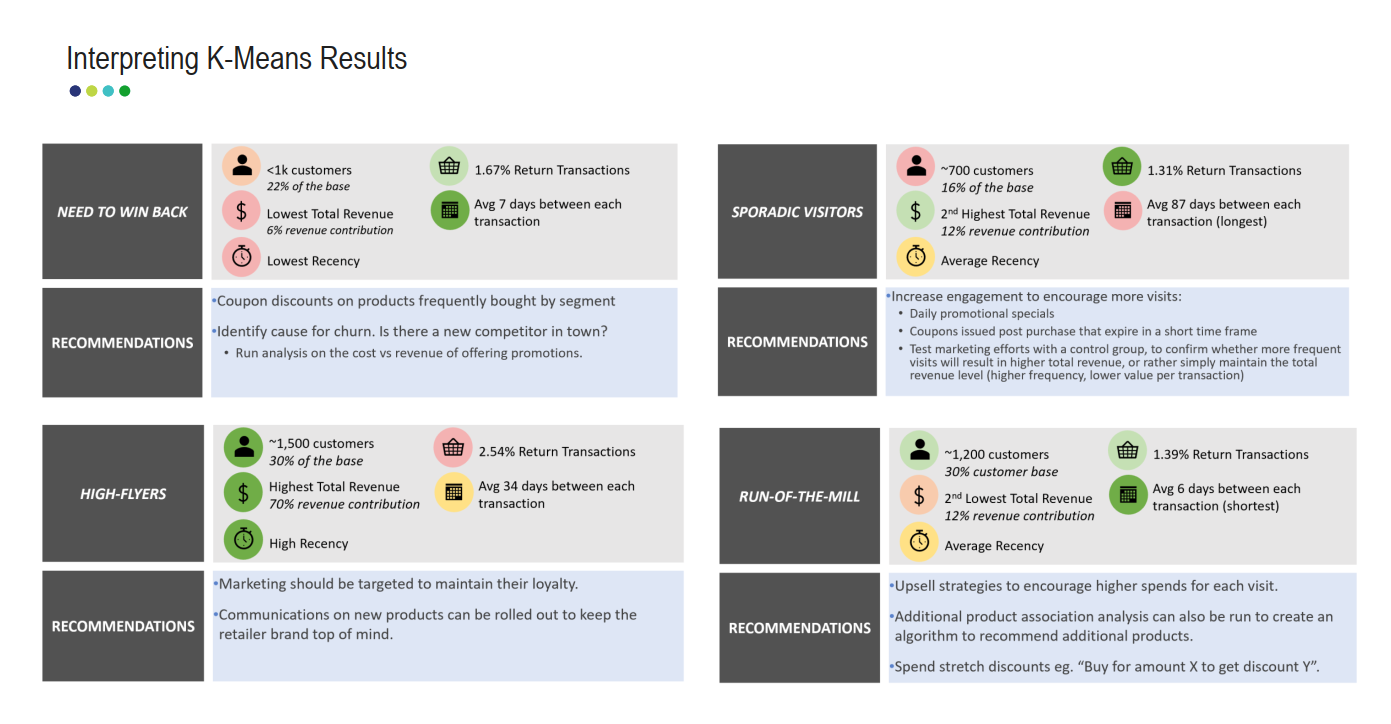 Interpreting K-Means Results
NEED TO WIN BACK
<1k customers
22% of the base
Lowest Total Revenue
6% revenue contribution
Lowest Recency
1.67% Return Transactions
Avg 7 days between each
transaction
RECOMMENDATIONS
•Coupon discounts on products frequently bought by segment
•Identify cause for churn. Is there a new competitor in town?
• Run analysis on the cost vs revenue of offering promotions.
SPORADIC VISITORS
~700 customers
16% of the base
2nd Highest Total Revenue
12% revenue contribution
Average Recency
1.31% Return Transactions
Avg 87 days between each
transaction (longest)
RECOMMENDATIONS
•Increase engagement to encourage more visits:
• Daily promotional specials
• Coupons issued post purchase that expire in a short time frame
• Test marketing efforts with a control group, to confirm whether more frequent
visits will result in higher total revenue, or rather simply maintain the total
revenue level (higher frequency, lower value per transaction)
HIGH-FLYERS
~1,500 customers
30% of the base
Highest Total Revenue
70% revenue contribution
High Recency
2.54% Return Transactions
Avg 34 days between each
transaction
RECOMMENDATIONS
•Marketing should be targeted to maintain their loyalty.
•Communications on new products can be rolled out to keep the
retailer brand top of mind.
RUN-OF-THE-MILL
~1,200 customers
30% customer base
2nd Lowest Total Revenue
12% revenue contribution
Average Recency
1.39% Return Transactions
Avg 6 days between each
transaction (shortest)
RECOMMENDATIONS
•Upsell strategies to encourage higher spends for each visit.
•Additional product association analysis can also be run to create an
algorithm to recommend additional products.
•Spend stretch discounts eg. “Buy for amount X to get discount Y”.